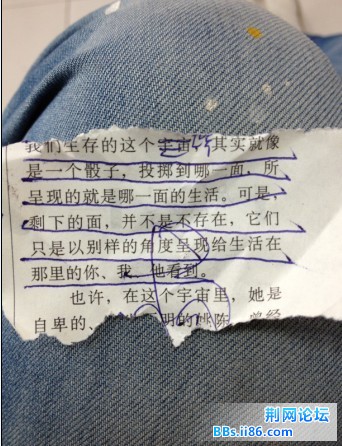 我们生存的这个宇宙,其实就像
是一个骰子,投掷到哪一面,所
呈现的就是哪一面的生活。可是,
剩下的面,并不是不存在,它们
只是以别样的角度呈现给生活在
那里的你、我、他看到。
也许,在这个宇宙里,她是
自卑的、
曾经
荆网论坛
BBs.ii86.com